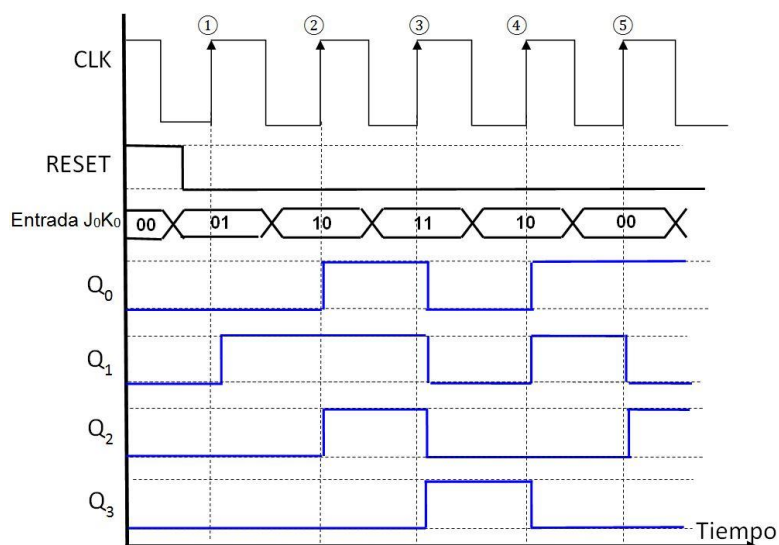 ① ② ③ ④ ⑤
CLK
RESET
Entrada J₀K₀ 00 01 10 11 10 00
Q₀
Q₁
Q₂
Q₃
Tiempo